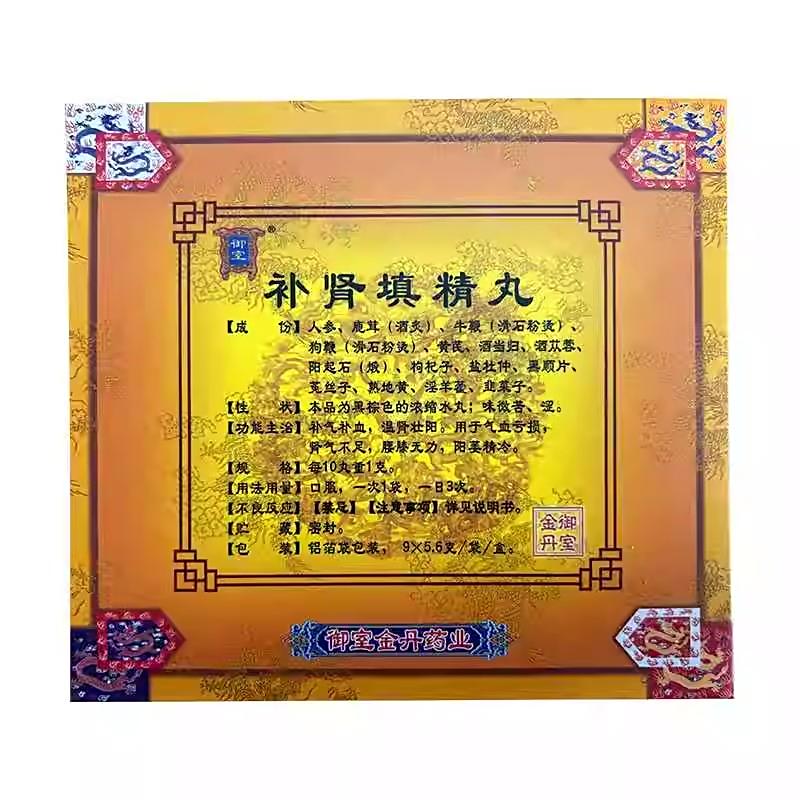 御室®
补肾填精丸
【成　份】人参、鹿茸（酒炙）、牛鞭（滑石粉烫）、
狗鞭（滑石粉烫）、黄芪、酒当归、酒苁蓉、
阳起石（煅）、枸杞子、盐杜仲、黑顺片、
菟丝子、熟地黄、淫羊藿、韭菜子。
【性　状】本品为黑棕色的浓缩水丸；味微苦、涩。
【功能主治】补气补血，温肾壮阳。用于气血亏损，
肾气不足，腰膝无力，阳痿精冷。
【规　格】每10丸重1克。
【用法用量】口服，一次1袋，一日3次。
【不良反应】【禁忌】【注意事项】详见说明书。
【贮　藏】密封。
【包　装】铝箔袋包装，9×5.6克/袋/盒。
御室金丹
御室金丹药业